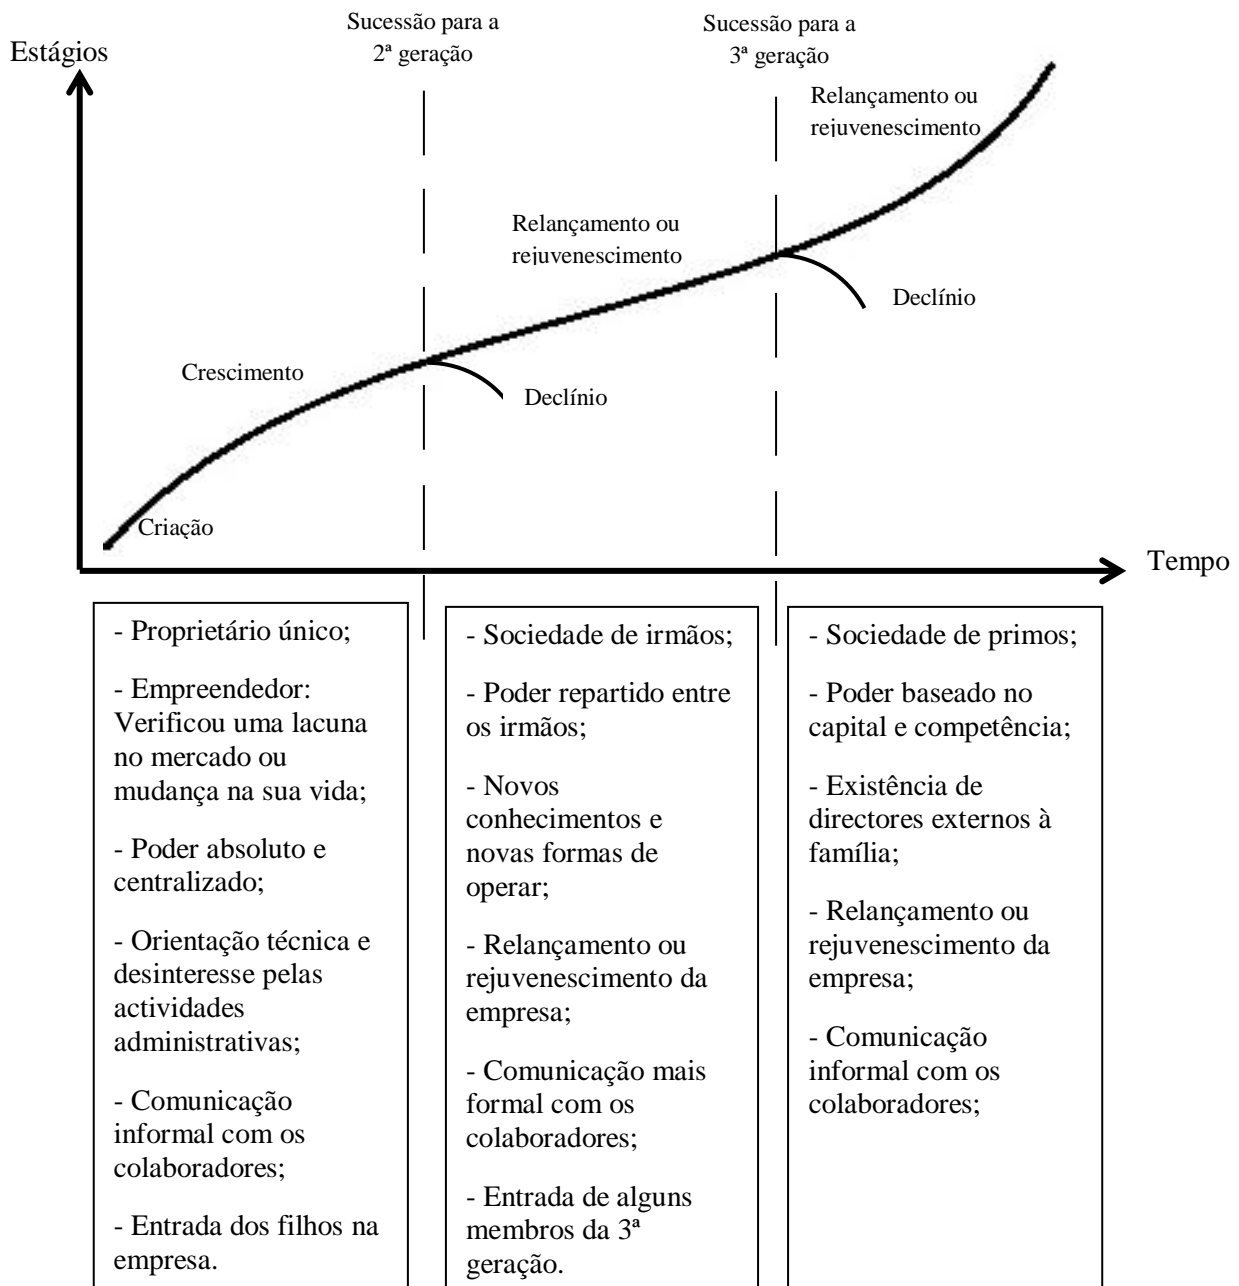 Sucessão para a
2ª geração
Sucessão para a
3ª geração
Estágios
Relançamento ou
rejuvenescimento
Relançamento ou
rejuvenescimento
Declínio
Crescimento
Declínio
Criação
Tempo
- Proprietário único;
- Empreendedor:
Verificou uma lacuna
no mercado ou
mudança na sua vida;
- Poder absoluto e
centralizado;
- Orientação técnica e
desinteresse pelas
actividades
administrativas;
- Comunicação
informal com os
colaboradores;
- Entrada dos filhos na
empresa.
- Sociedade de irmãos;
- Poder repartido entre
os irmãos;
- Novos
conhecimentos e
novas formas de
operar;
- Relançamento ou
rejuvenescimento da
empresa;
- Comunicação mais
formal com os
colaboradores;
- Entrada de alguns
membros da 3ª
geração.
- Sociedade de primos;
- Poder baseado no
capital e competência;
- Existência de
directores externos à
família;
- Relançamento ou
rejuvenescimento da
empresa;
- Comunicação
informal com os
colaboradores;